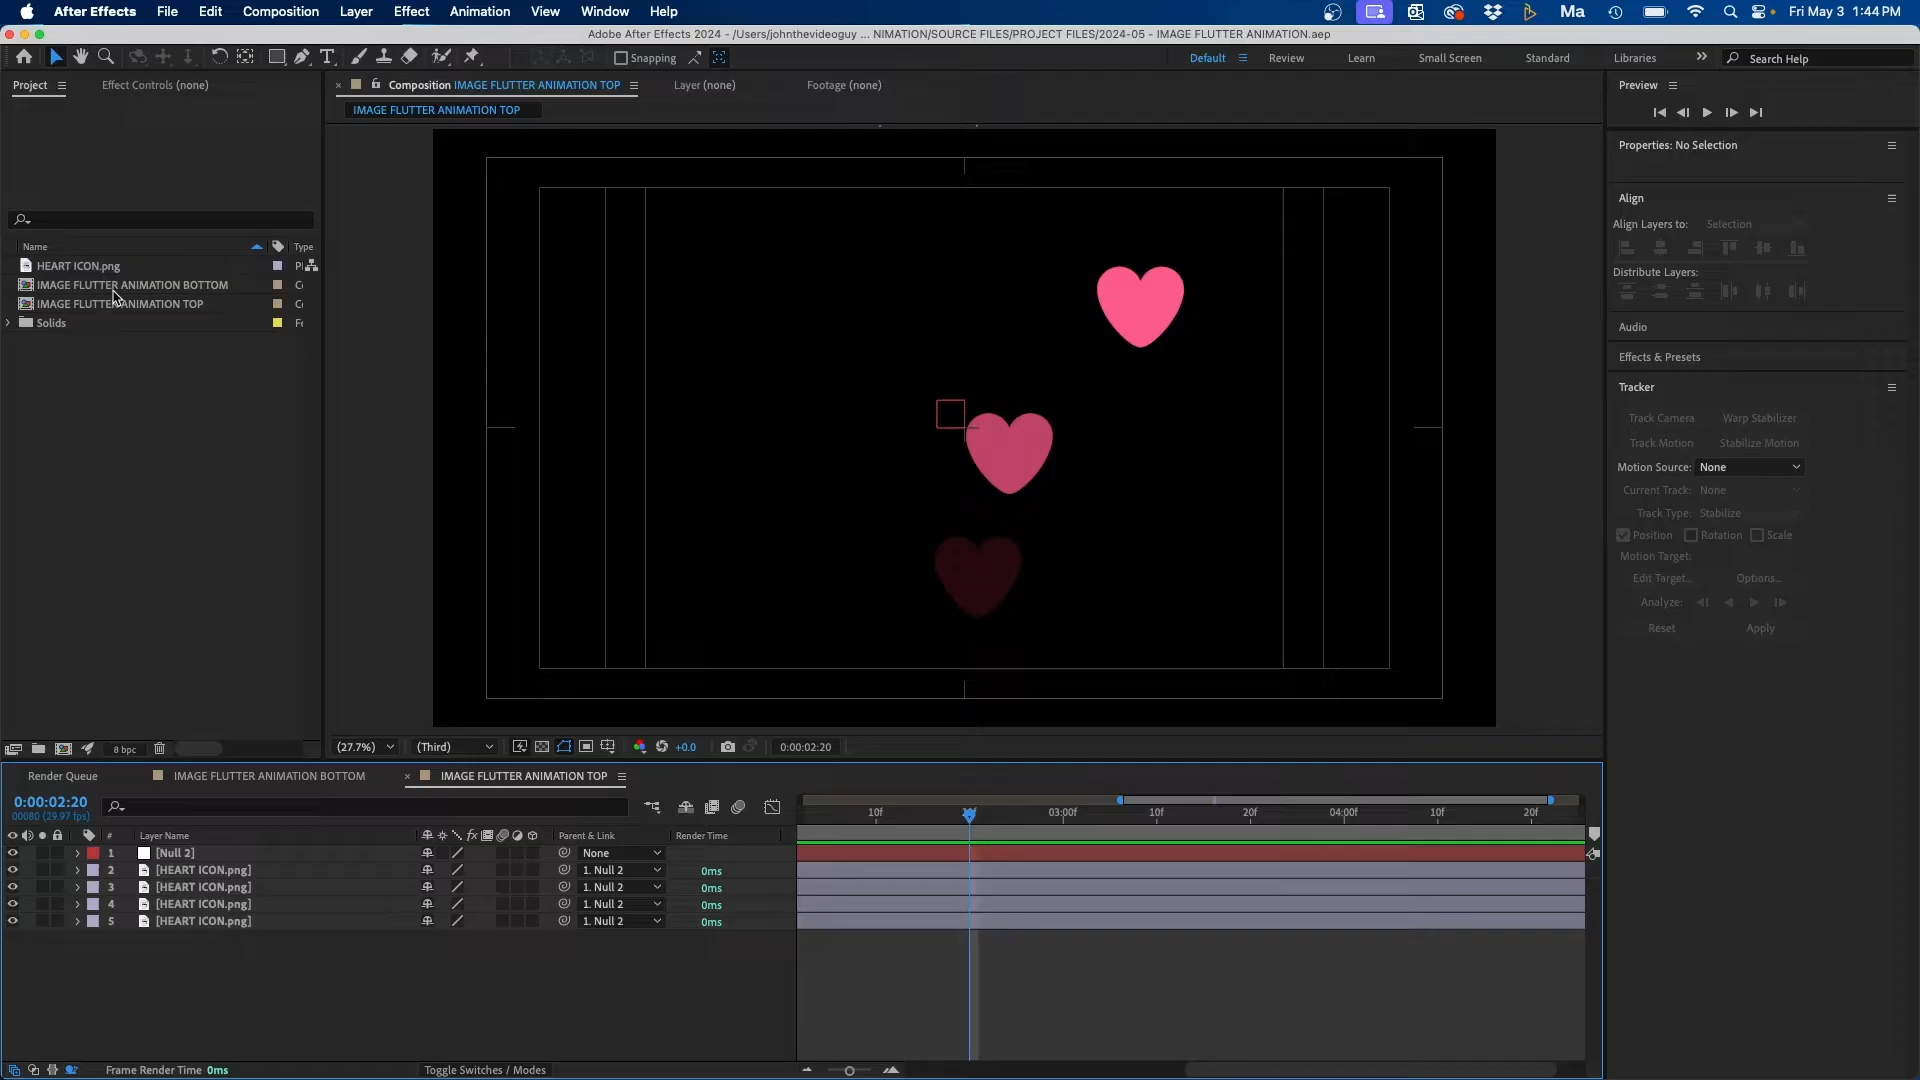 After Effects File Edit Composition Layer Effect Animation View Window Help
Ma Fri May 3 1:44 PM
Adobe After Effects 2024 - /Users/johnthevideoguy ... NIMATION/SOURCE FILES/PROJECT FILES/2024-05 - IMAGE FLUTTER ANIMATION.aep
Snapping Default Review Learn Small Screen Standard Libraries Search Help
Project Effect Controls (none)
Composition IMAGE FLUTTER ANIMATION TOP Layer (none) Footage (none)
IMAGE FLUTTER ANIMATION TOP
Name Type
HEART ICON.png
IMAGE FLUTTER ANIMATION BOTTOM
IMAGE FLUTTER ANIMATION TOP
Solids
8 bpc
(27.7%) (Third) +0.0 0:00:02:20
Preview
Properties: No Selection
Align
Align Layers to: Selection
Distribute Layers:
Audio
Effects & Presets
Tracker
Track Camera Warp Stabilizer
Track Motion Stabilize Motion
Motion Source: None
Current Track: None
Track Type: Stabilize
Position Rotation Scale
Motion Target:
Edit Target... Options...
Analyze:
Reset Apply
Render Queue IMAGE FLUTTER ANIMATION BOTTOM IMAGE FLUTTER ANIMATION TOP
0:00:02:20
00080 (29.97 fps)
10f 03:00f 10f 20f 04:00f 10f 20f
# Layer Name fx Parent & Link Render Time
1 [Null 2] None
2 [HEART ICON.png] 1. Null 2 0ms
3 [HEART ICON.png] 1. Null 2 0ms
4 [HEART ICON.png] 1. Null 2 0ms
5 [HEART ICON.png] 1. Null 2 0ms
Frame Render Time 0ms Toggle Switches / Modes